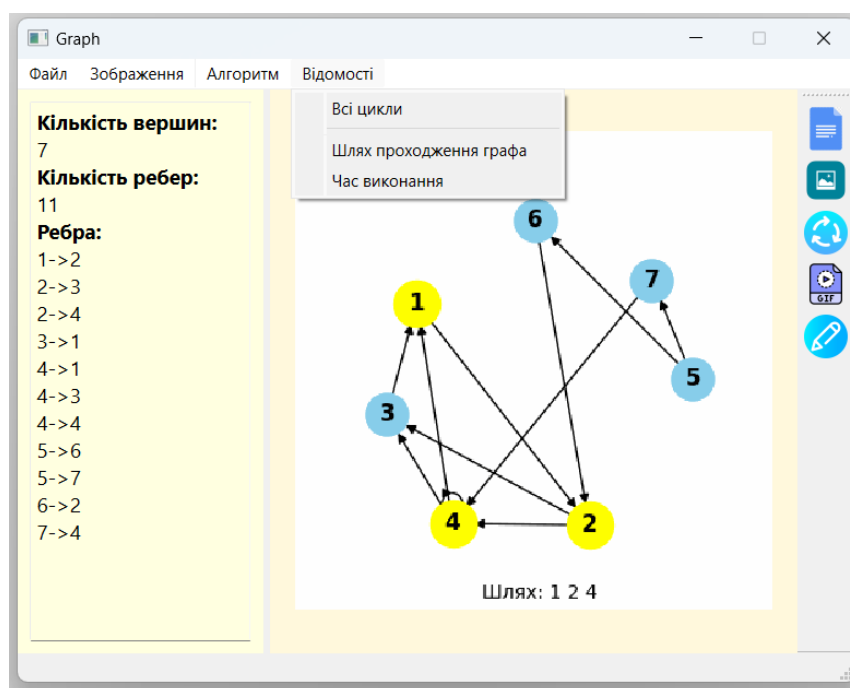 Graph
Файл Зображення Алгоритм Відомості
Всі цикли
Шлях проходження графа
Час виконання
Кількість вершин:
7
Кількість ребер:
11
Ребра:
1->2
2->3
2->4
3->1
4->1
4->3
4->4
5->6
5->7
6->2
7->4
6
7
1
5
3
4
2
Шлях: 1 2 4
GIF